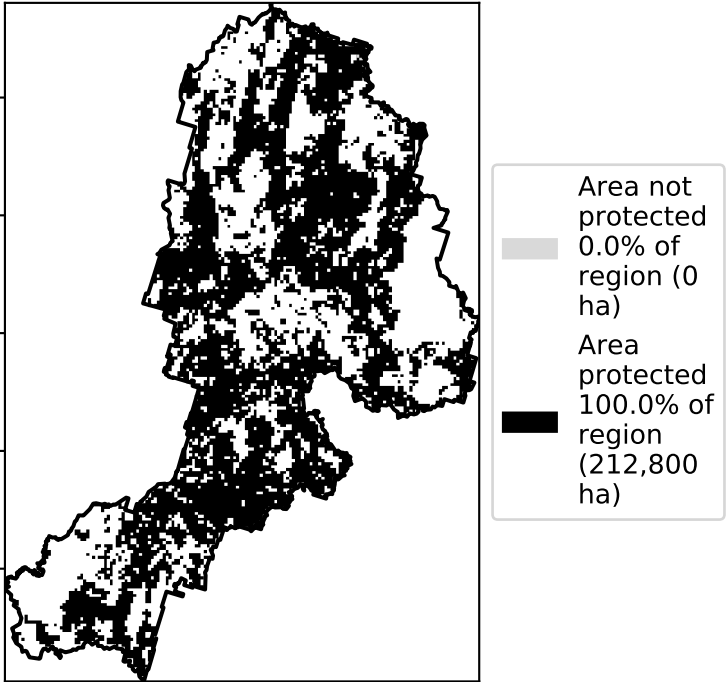 Area not
protected
0.0% of
region (0
ha)
Area
protected
100.0% of
region
(212,800
ha)